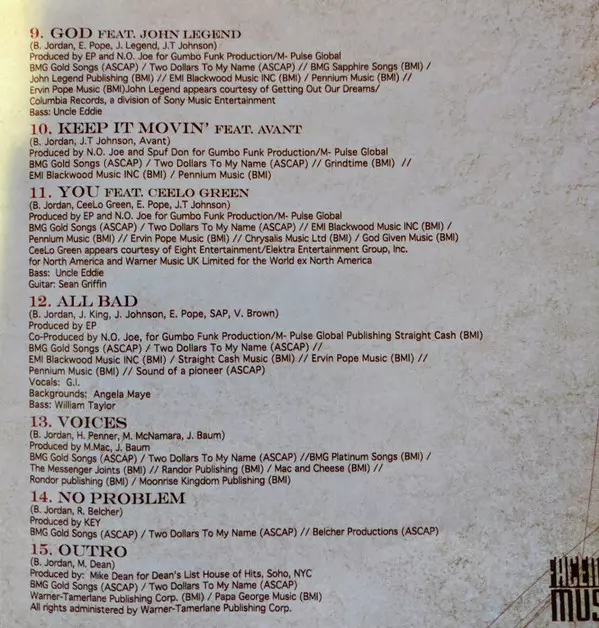 9. GOD FEAT. JOHN LEGEND
(B. Jordan, E. Pope, J. Legend, J.T Johnson)
Produced by EP and N.O. Joe for Gumbo Funk Production/M- Pulse Global
BMG Gold Songs (ASCAP) / Two Dollars To My Name (ASCAP) // BMG Sapphire Songs (BMI) /
John Legend Publishing (BMI) // EMI Blackwood Music INC (BMI) / Pennium Music (BMI) //
Ervin Pope Music (BMI)John Legend appears courtesy of Getting Out Our Dreams/
Columbia Records, a division of Sony Music Entertainment
Bass: Uncle Eddie
10. KEEP IT MOVIN' FEAT. AVANT
(B. Jordan, J.T Johnson, Avant)
Produced by N.O. Joe and Spuf Don for Gumbo Funk Production/M- Pulse Global
BMG Gold Songs (ASCAP) / Two Dollars To My Name (ASCAP) // Grindtime (BMI) //
EMI Blackwood Music INC (BMI) / Pennium Music (BMI)
11. YOU FEAT. CEELO GREEN
(B. Jordan, CeeLo Green, E. Pope, J.T Johnson)
Produced by EP and N.O. Joe for Gumbo Funk Production/M- Pulse Global
BMG Gold Songs (ASCAP) / Two Dollars To My Name (ASCAP) // EMI Blackwood Music INC (BMI) /
Pennium Music (BMI) // Ervin Pope Music (BMI) // Chrysalis Music Ltd (BMI) / God Given Music (BMI)
CeeLo Green appears courtesy of Eight Entertainment/Elektra Entertainment Group, Inc.
for North America and Warner Music UK Limited for the World ex North America
Bass: Uncle Eddie
Guitar: Sean Griffin
12. ALL BAD
(B. Jordan, J. King, J. Johnson, E. Pope, SAP, V. Brown)
Produced by EP
Co-Produced by N.O. Joe, for Gumbo Funk Production/M- Pulse Global Publishing Straight Cash (BMI)
BMG Gold Songs (ASCAP) / Two Dollars To My Name (ASCAP) //
EMI Blackwood Music INC (BMI) / Straight Cash Music (BMI) // Ervin Pope Music (BMI) //
Pennium Music (BMI) // Sound of a pioneer (ASCAP)
Vocals: G.I.
Backgrounds: Angela Maye
Bass: William Taylor
13. VOICES
(B. Jordan, H. Penner, M. McNamara, J. Baum)
Produced by M.Mac, J. Baum
BMG Gold Songs (ASCAP) / Two Dollars To My Name (ASCAP) //BMG Platinum Songs (BMI) /
The Messenger Joints (BMI) // Randor Publishing (BMI) / Mac and Cheese (BMI) //
Rondor publishing (BMI) / Moonrise Kingdom Publishing (BMI)
14. NO PROBLEM
(B. Jordan, R. Belcher)
Produced by KEY
BMG Gold Songs (ASCAP) / Two Dollars To My Name (ASCAP) // Belcher Productions (ASCAP)
15. OUTRO
(B. Jordan, M. Dean)
Produced by: Mike Dean for Dean's List House of Hits, Soho, NYC
BMG Gold Songs (ASCAP) / Two Dollars To My Name (ASCAP)
Warner-Tamerlane Publishing Corp. (BMI) / Papa George Music (BMI)
All rights administered by Warner-Tamerlane Publishing Corp.